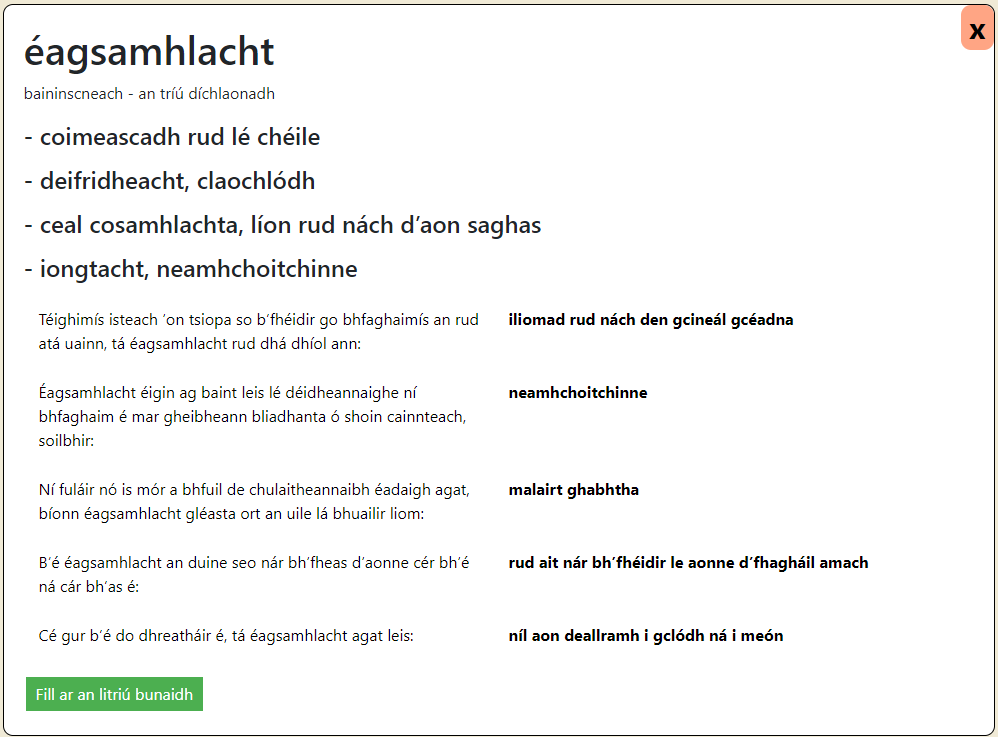 x
éagsamhlacht
baininscneach - an tríú díchlaonadh
- coimeascadh rud lé chéile
- deifridheacht, claochlódh
- ceal cosamhlachta, líon rud nách d’aon saghas
- iongtacht, neamhchoitchinne
Téighimís isteach ’on tsiopa so b’fhéidir go bhfaghaimís an rud
atá uainn, tá éagsamhlacht rud dhá dhíol ann:
iliomad rud nách den gcineál gcéadna
Éagsamhlacht éigin ag baint leis lé déidheannaighe ní
bhfaghaim é mar gheibheann bliadhanta ó shoin cainnteach,
soilbhir:
neamhchoitchinne
Ní fuláir nó is mór a bhfuil de chulaitheannaibh éadaigh agat,
bíonn éagsamhlacht gléasta ort an uile lá bhuailir liom:
malairt ghabhtha
B’é éagsamhlacht an duine seo nár bh’fheas d’aonne cér bh’é
ná cár bh’as é:
rud ait nár bh’fhéidir le aonne d’fhagháil amach
Cé gur b’é do dhreatháir é, tá éagsamhlacht agat leis:
níl aon deallramh i gclódh ná i meón
Fill ar an litriú bunaidh